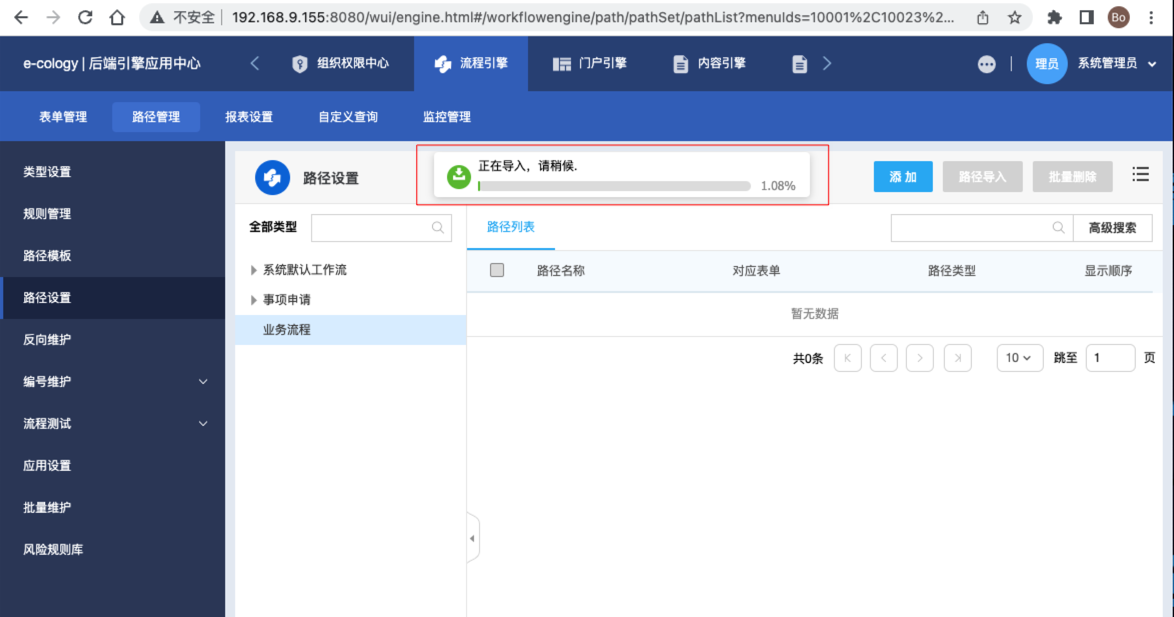 不安全 192.168.9.155:8080/wui/engine.html#/workflowengine/path/pathSet/pathList?menuIds=10001%2C10023%2... Bo
e-cology | 后端引擎应用中心 组织权限中心 流程引擎 门户引擎 内容引擎 理员 系统管理员
表单管理 路径管理 报表设置 自定义查询 监控管理
类型设置
规则管理
路径模板
路径设置
反向维护
编号维护
流程测试
应用设置
批量维护
风险规则库
路径设置
正在导入，请稍候.
1.08%
添加 路径导入 批量删除
全部类型
系统默认工作流
事项申请
业务流程
路径列表
高级搜索
路径名称 对应表单 路径类型 显示顺序
暂无数据
共0条 10 跳至 1 页